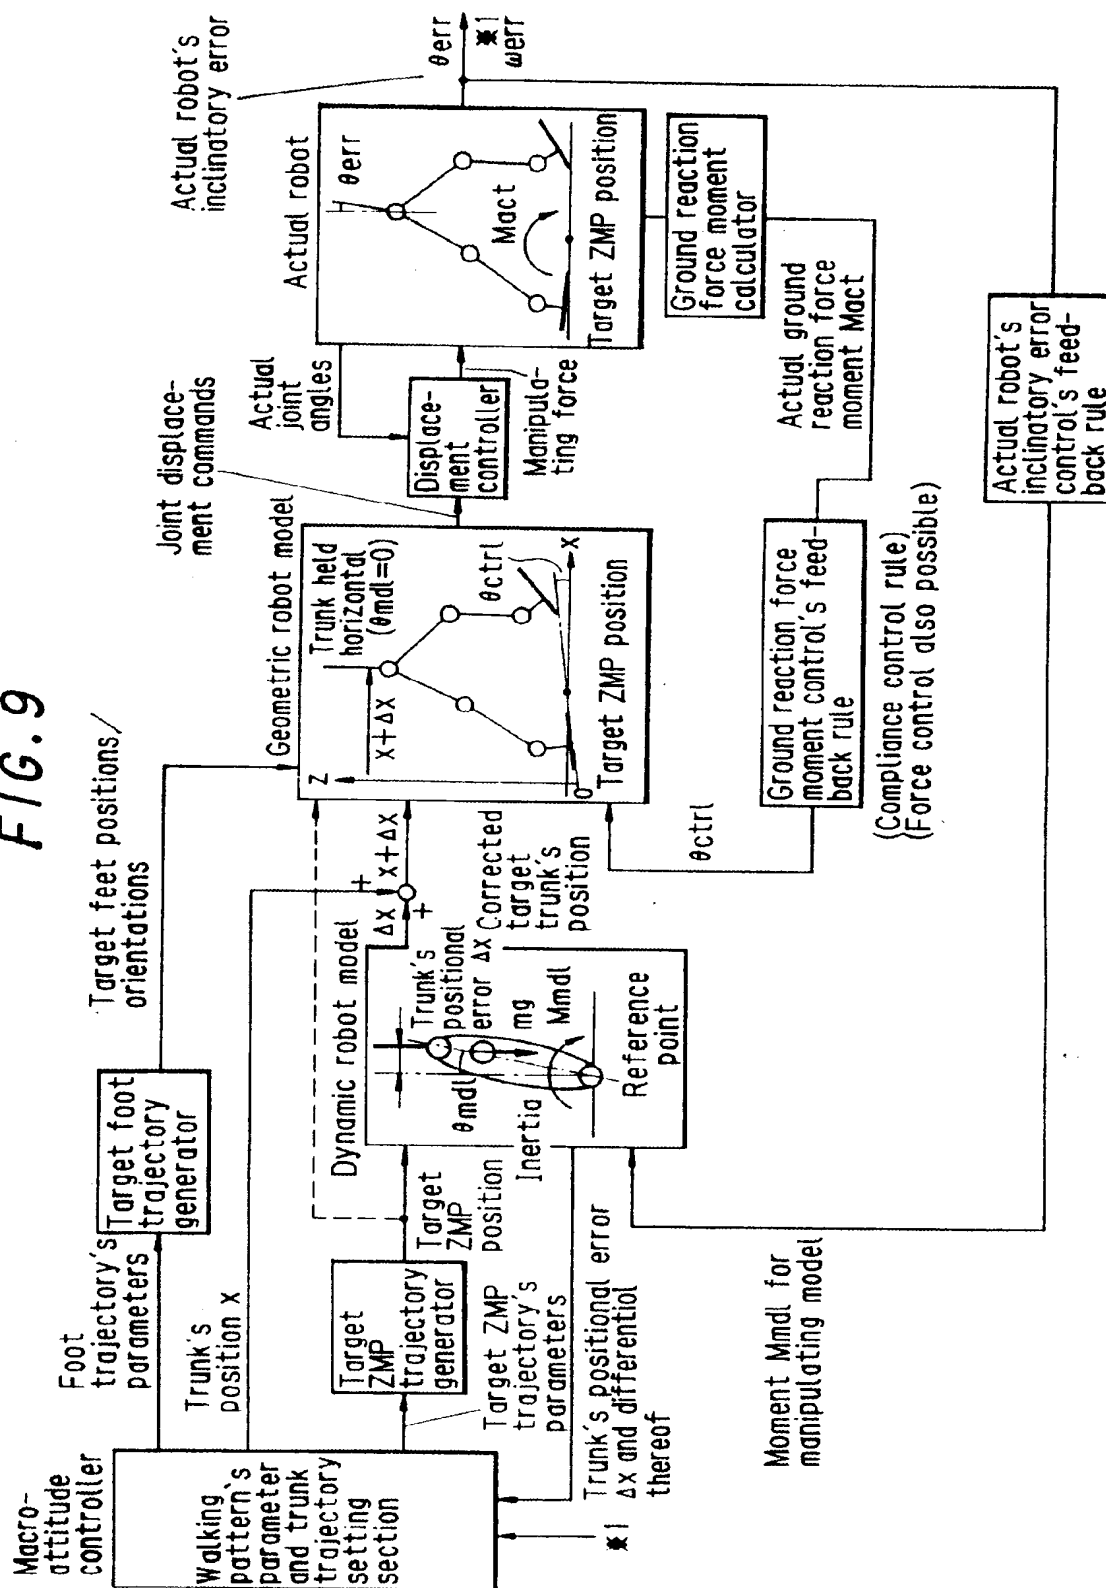 FIG. 9
Macro-
attitude
controller
Walking
pattern's
parameter
and trunk
trajectory
setting
section
Foot
trajectory's
parameters
Target foot
trajectory
generator
Target feet positions/
orientations
Trunk's
position X
Target
ZMP
trajectory
generator
Target ZMP
trajectory's
parameters
Target
ZMP
position
Trunk's positional error
Δx and differential
thereof
※1
Dynamic robot model
Trunk's
positional
error Δx
mg
Mmdl
θmdl
Inertia
Reference
point
Moment Mmdl for
manipulating model
Δx
+
+
x+Δx
Corrected
target
trunk's
position
Geometric robot model
Z
x+Δx
Trunk held
horizontal
(θmdl=0)
θctrl
X
0
Target ZMP position
θctrl
Joint displace-
ment commands
Actual
joint
angles
Displace-
ment
controller
Manipula-
ting force
Actual robot
θerr
Mact
Target ZMP position
Actual robot's
inclinatory error
θerr
※1
ωerr
Ground reaction
force moment
calculator
Actual ground
reaction force
moment Mact
Ground reaction force
moment control's feed-
back rule
(Compliance control rule)
(Force control also possible)
Actual robot's
inclinatory error
control's feed-
back rule